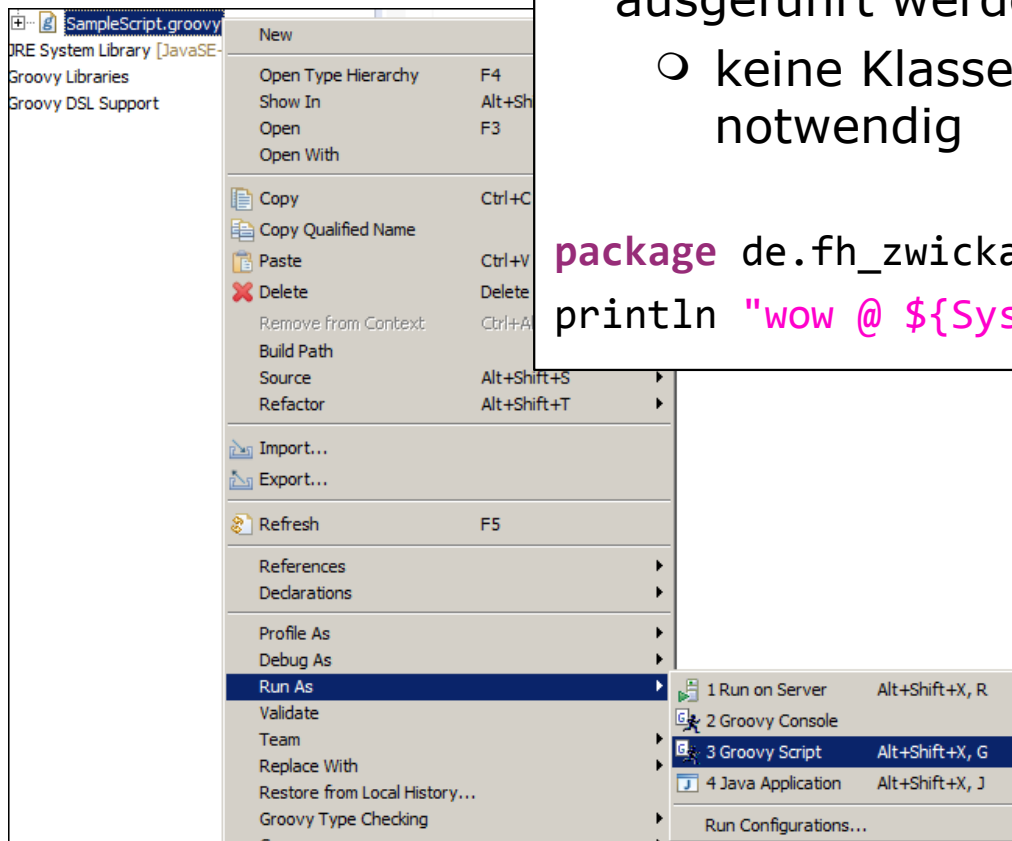 SampleScript.groovy
JRE System Library [JavaSE-
Groovy Libraries
Groovy DSL Support
New
Open Type Hierarchy F4
Show In Alt+Sh
Open F3
Open With
Copy Ctrl+C
Copy Qualified Name
Paste Ctrl+V
Delete Delete
Remove from Context Ctrl+Al
Build Path
Source Alt+Shift+S
Refactor Alt+Shift+T
Import...
Export...
Refresh F5
References
Declarations
Profile As
Debug As
Run As
Validate
Team
Replace With
Restore from Local History...
Groovy Type Checking
1 Run on Server Alt+Shift+X, R
2 Groovy Console
3 Groovy Script Alt+Shift+X, G
4 Java Application Alt+Shift+X, J
Run Configurations...
ausgeführt werde
keine Klasse
notwendig
package de.fh_zwicka
println "wow @ ${Sys